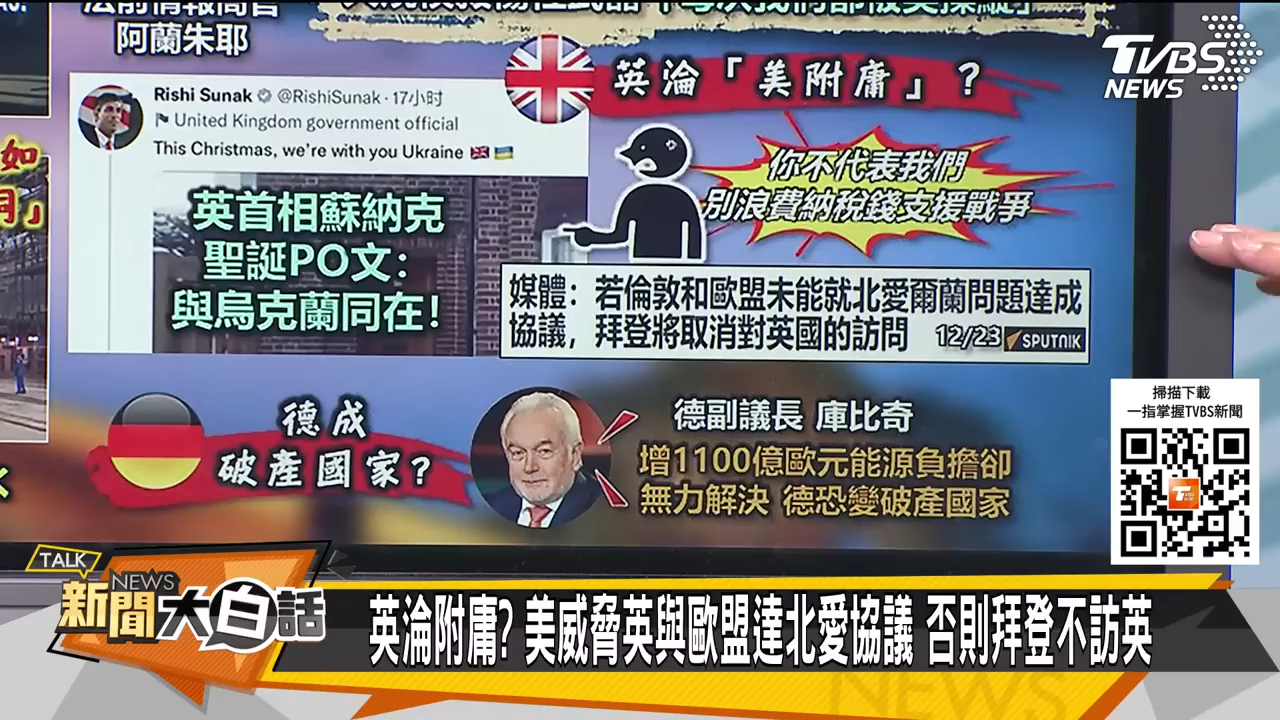 法前情報高官
阿蘭朱耶
TVBS
NEWS
英淪「美附庸」?
Rishi Sunak @RishiSunak · 17小时
United Kingdom government official
This Christmas, we're with you Ukraine
英首相蘇納克
聖誕PO文:
與烏克蘭同在!
你不代表我們
別浪費納稅錢支援戰爭
媒體:若倫敦和歐盟未能就北愛爾蘭問題達成
協議,拜登將取消對英國的訪問 12/23 SPUTNIK
如
德成
破產國家?
德副議長 庫比奇
增1100億歐元能源負擔卻
無力解決 德恐變破產國家
掃描下載
一指掌握TVBS新聞
TALK
NEWS
新聞大白話
英淪附庸? 美威脅英與歐盟達北愛協議 否則拜登不訪英
NEWS